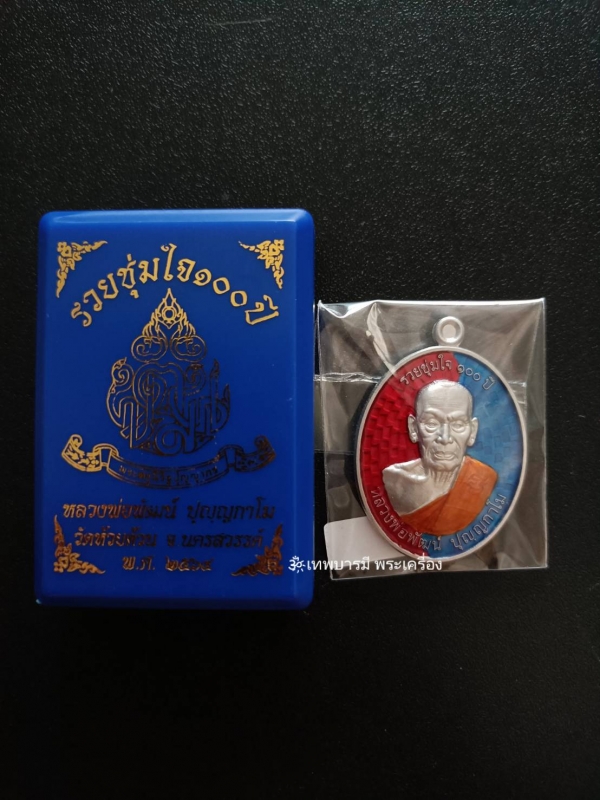 รวยชุ่มใจ๑๐๐ปี
หลวงพ่อพัฒน์ ปุญฺญกาโม
วัดห้วยด้วน จ.นครสวรรค์
พ.ศ. ๒๕๖๔
รวยชุ่มใจ ๑๐๐ ปี
หลวงพ่อพัฒน์ ปุญฺญกาโม
เทพบารมี พระเครื่อง